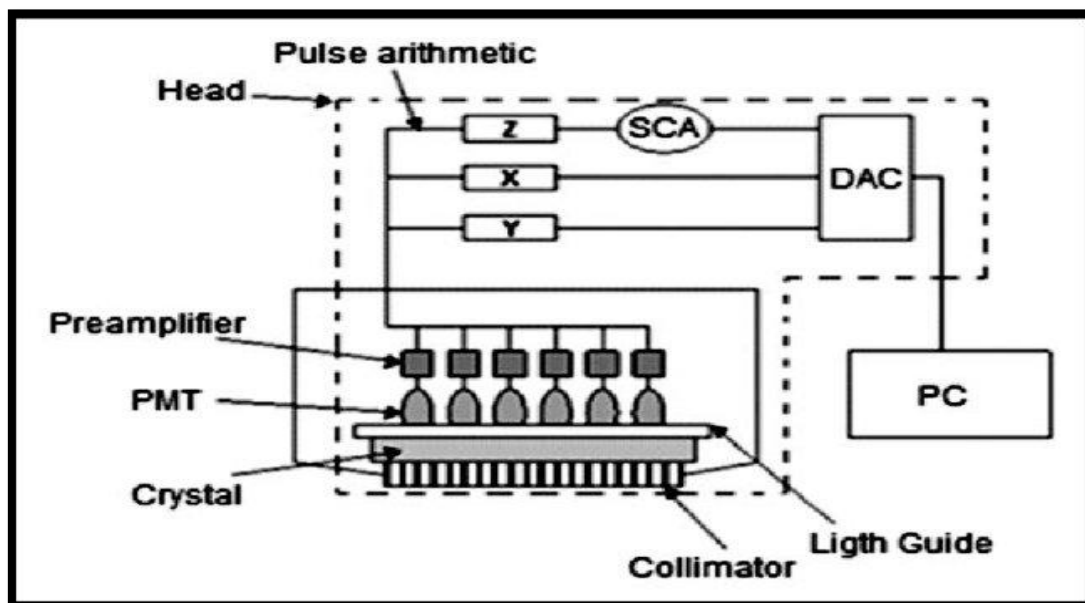 Pulse arithmetic
Head
Z
SCA
X
DAC
Y
Preamplifier
PMT
PC
Crystal
Ligth Guide
Collimator